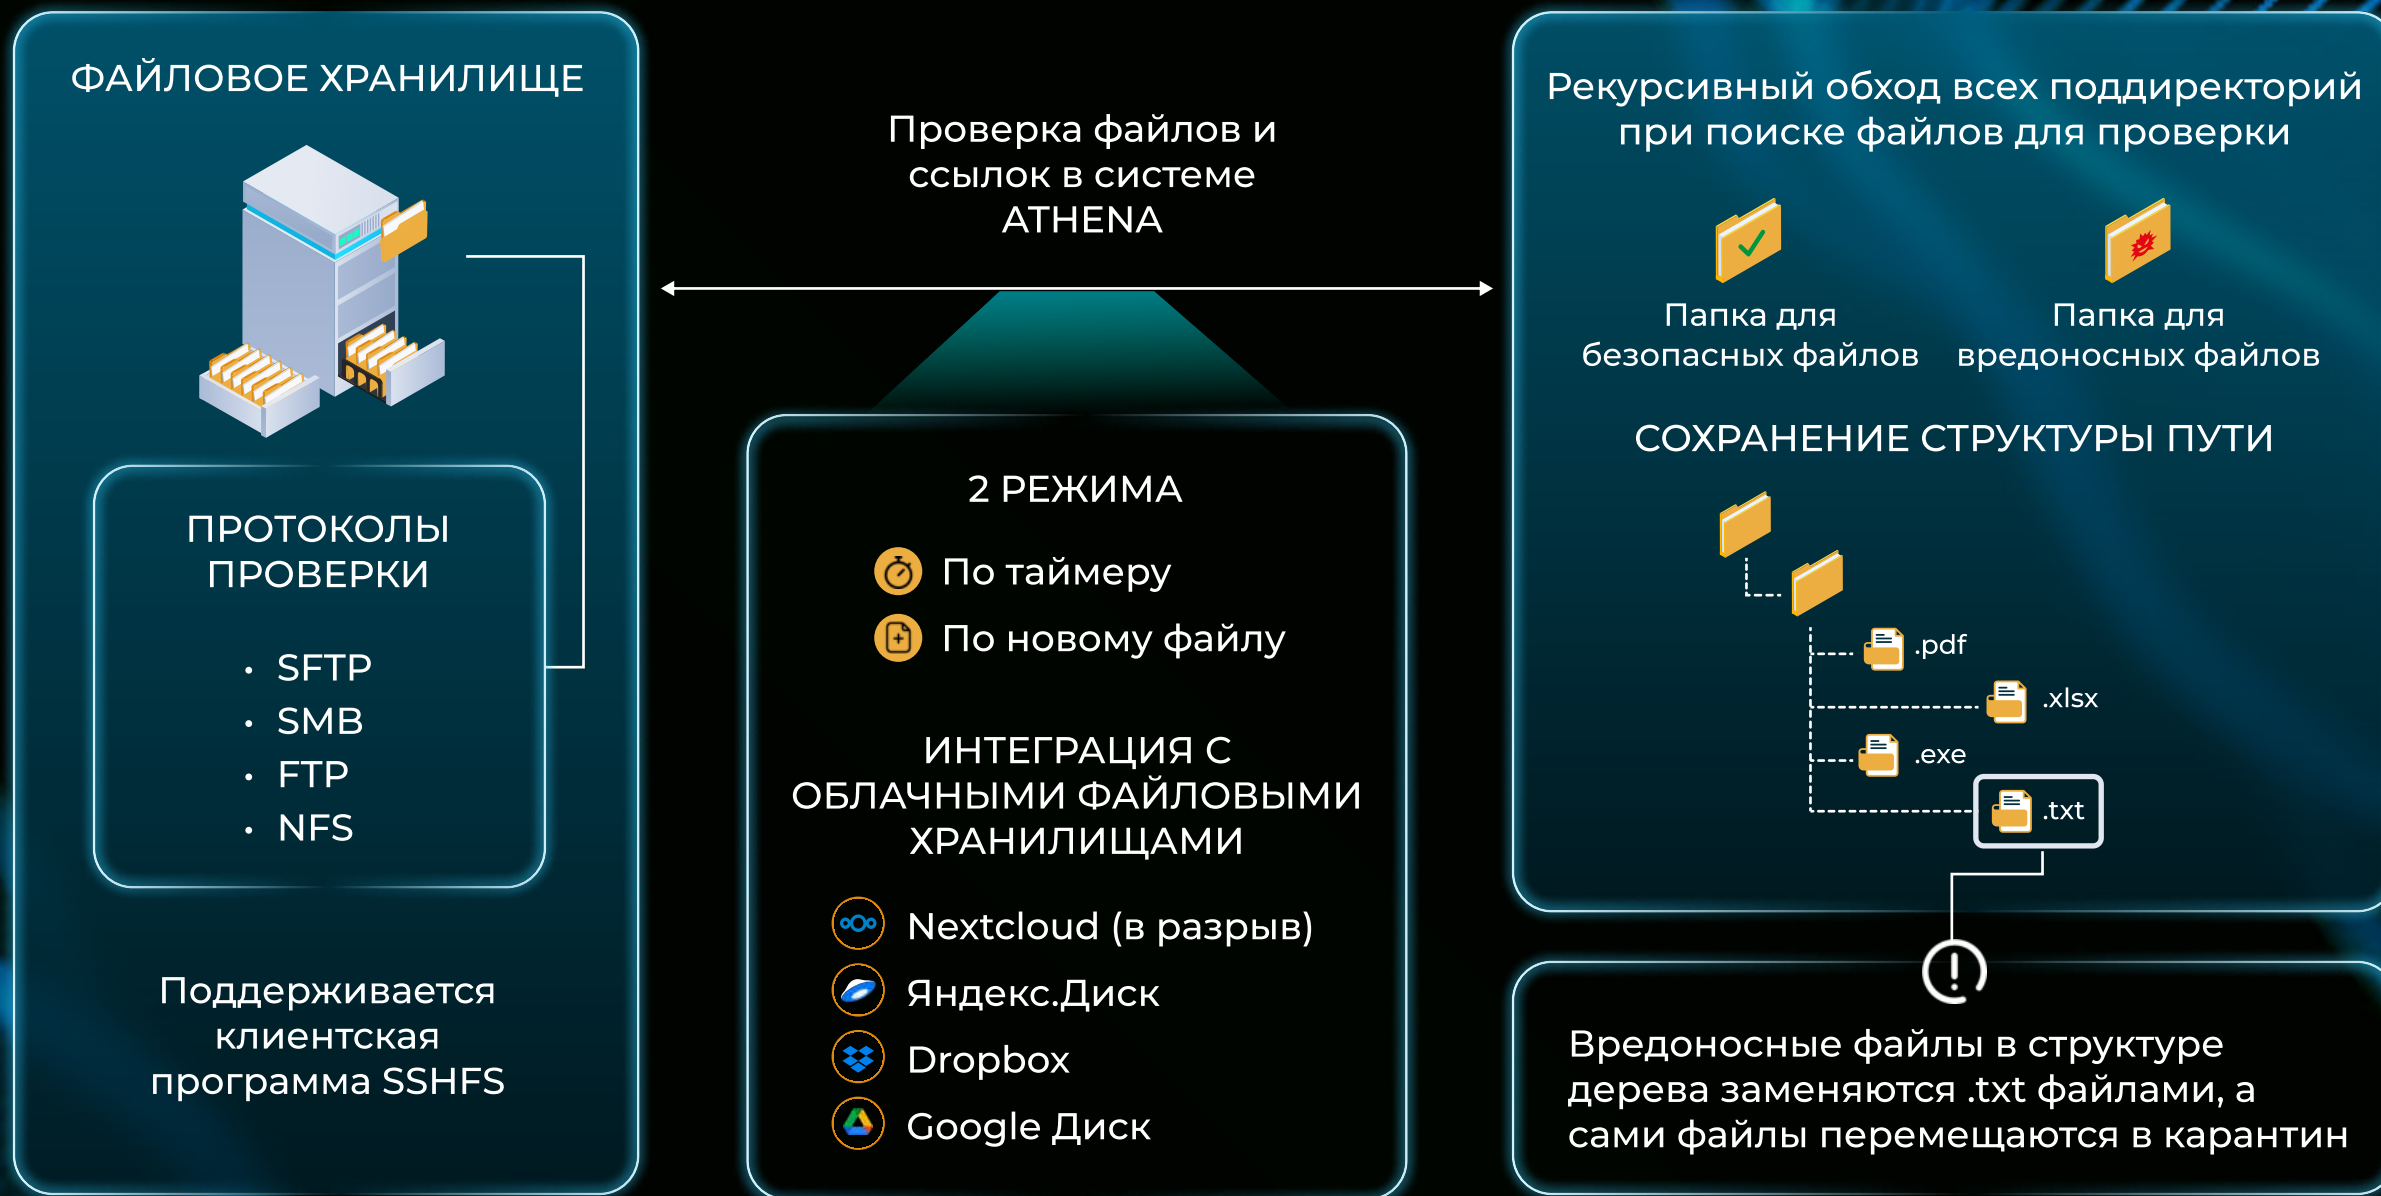 ФАЙЛОВОЕ ХРАНИЛИЩЕ
ПРОТОКОЛЫ
ПРОВЕРКИ
• SFTP
• SMB
• FTP
• NFS
Поддерживается
клиентская
программа SSHFS
Проверка файлов и
ссылок в системе
ATHENA
2 РЕЖИМА
По таймеру
По новому файлу
ИНТЕГРАЦИЯ С
ОБЛАЧНЫМИ ФАЙЛОВЫМИ
ХРАНИЛИЩАМИ
Nextcloud (в разрыв)
Яндекс.Диск
Dropbox
Google Диск
Рекурсивный обход всех поддиректорий
при поиске файлов для проверки
Папка для
безопасных файлов
Папка для
вредоносных файлов
СОХРАНЕНИЕ СТРУКТУРЫ ПУТИ
.pdf
.xlsx
.exe
.txt
Вредоносные файлы в структуре
дерева заменяются .txt файлами, а
сами файлы перемещаются в карантин